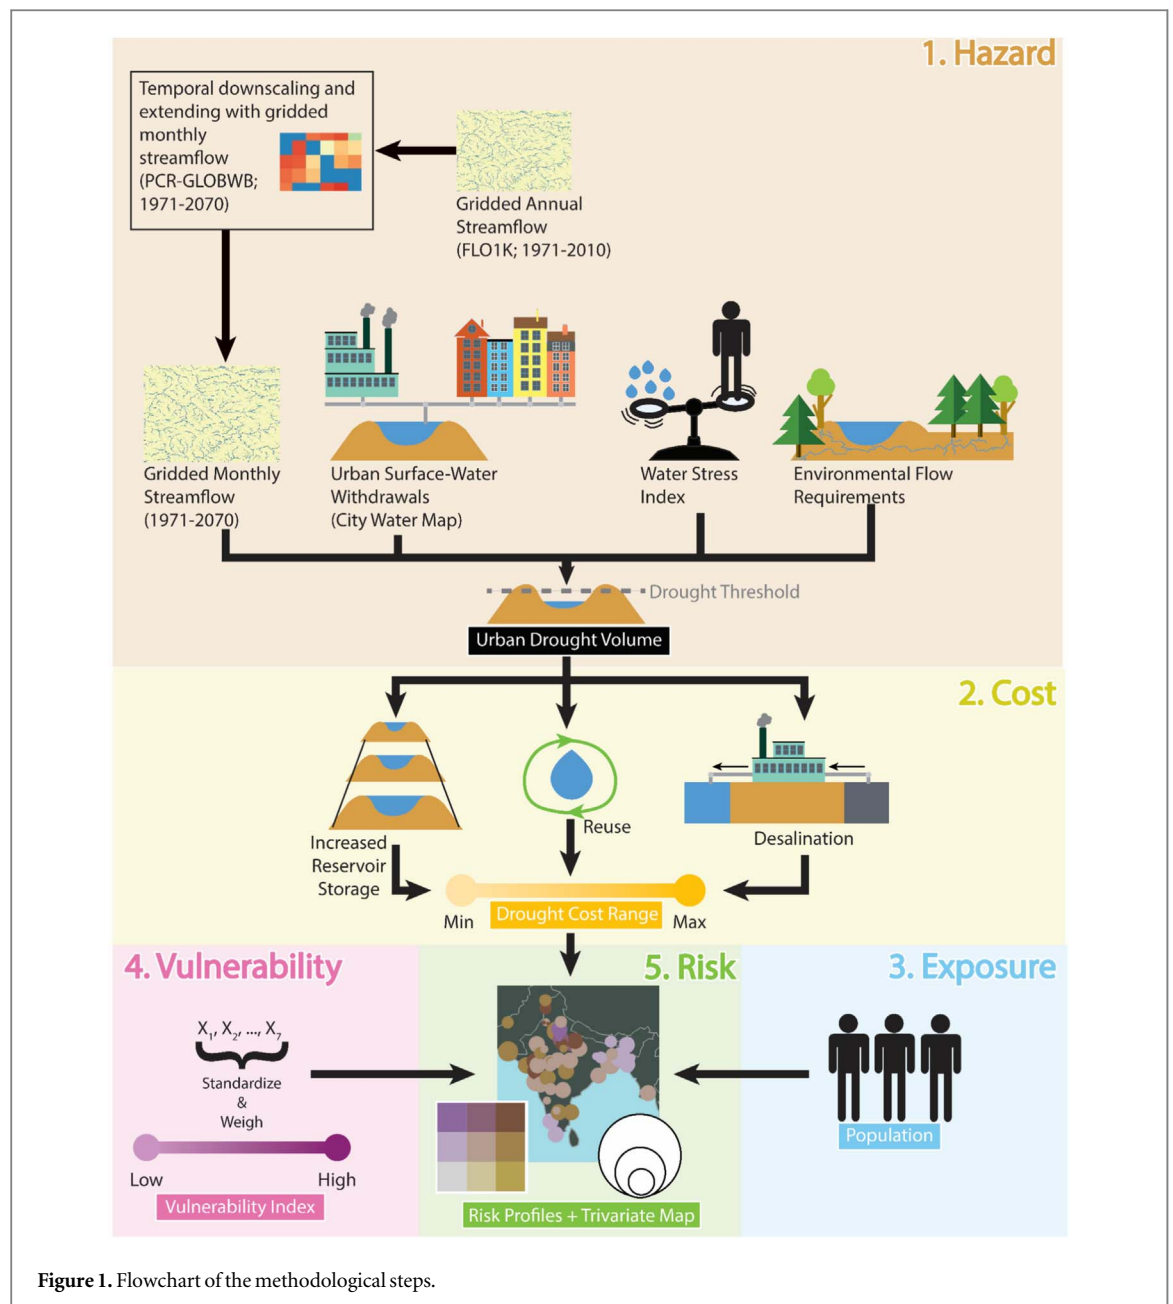 1. Hazard
Temporal downscaling and
extending with gridded
monthly
streamflow
(PCR-GLOBWB;
1971-2070)
Gridded Annual
Streamflow
(FLO1K; 1971-2010)
Gridded Monthly
Streamflow
(1971-2070)
Urban Surface-Water
Withdrawals
(City Water Map)
Water Stress
Index
Environmental Flow
Requirements
Drought Threshold
Urban Drought Volume
2. Cost
Increased
Reservoir
Storage
Reuse
Desalination
Min
Drought Cost Range
Max
4. Vulnerability
X1, X2, ..., X7
Standardize
&
Weigh
Low
High
Vulnerability Index
5. Risk
Risk Profiles + Trivariate Map
3. Exposure
Population
Figure 1. Flowchart of the methodological steps.